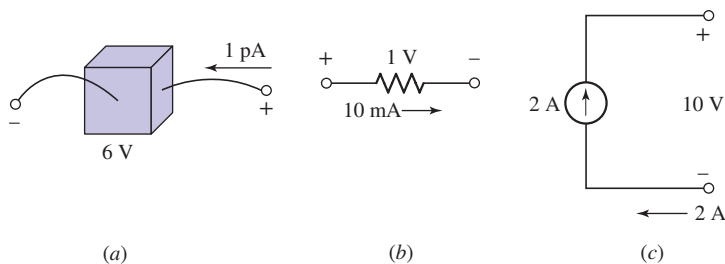 1 pA
−
+
6 V
(a)
+ 1 V −
10 mA
(b)
+
2 A
10 V
−
2 A
(c)